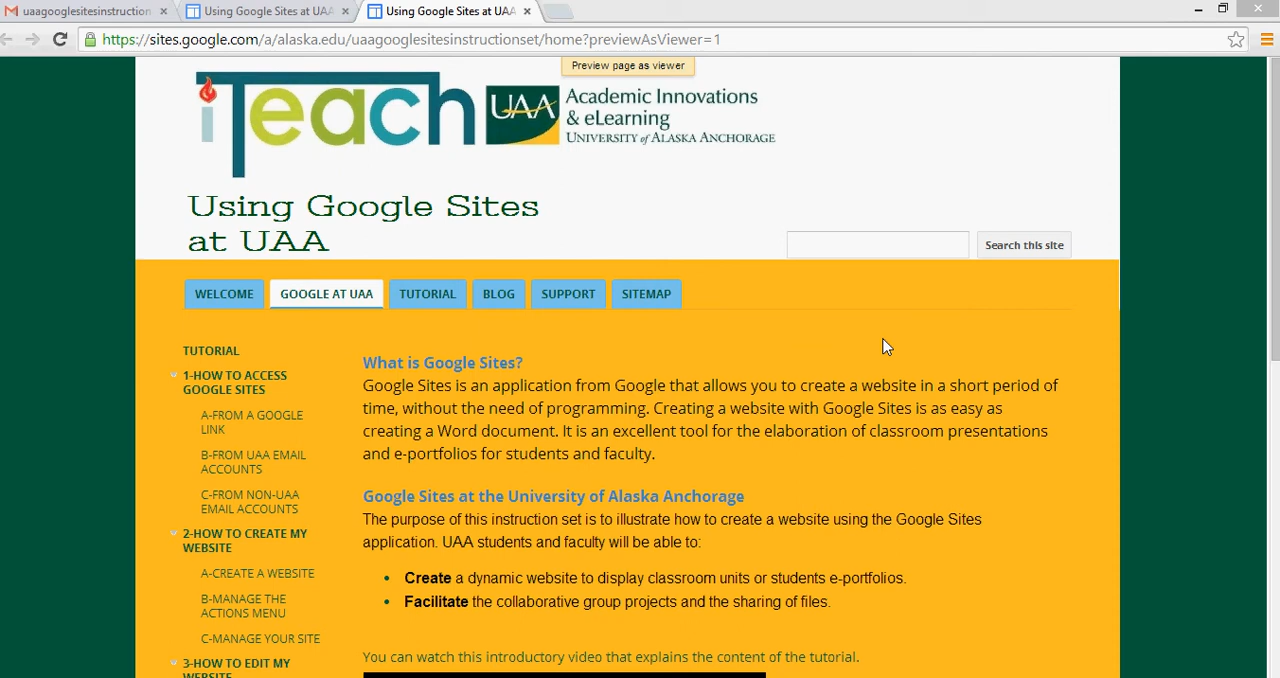 uaagooglesitesinstruction
Using Google Sites at UAA
Using Google Sites at UAA
https://sites.google.com/a/alaska.edu/uaagooglesitesinstructionset/home?previewAsViewer=1
Preview page as viewer
iTeach
UAA
Academic Innovations
& eLearning
UNIVERSITY of ALASKA ANCHORAGE
Using Google Sites
at UAA
Search this site
WELCOME
GOOGLE AT UAA
TUTORIAL
BLOG
SUPPORT
SITEMAP
TUTORIAL
1-HOW TO ACCESS
GOOGLE SITES
A-FROM A GOOGLE
LINK
B-FROM UAA EMAIL
ACCOUNTS
C-FROM NON-UAA
EMAIL ACCOUNTS
2-HOW TO CREATE MY
WEBSITE
A-CREATE A WEBSITE
B-MANAGE THE
ACTIONS MENU
C-MANAGE YOUR SITE
3-HOW TO EDIT MY
WEBSITE
What is Google Sites?
Google Sites is an application from Google that allows you to create a website in a short period of
time, without the need of programming. Creating a website with Google Sites is as easy as
creating a Word document. It is an excellent tool for the elaboration of classroom presentations
and e-portfolios for students and faculty.
Google Sites at the University of Alaska Anchorage
The purpose of this instruction set is to illustrate how to create a website using the Google Sites
application. UAA students and faculty will be able to:
• Create a dynamic website to display classroom units or students e-portfolios.
• Facilitate the collaborative group projects and the sharing of files.
You can watch this introductory video that explains the content of the tutorial.